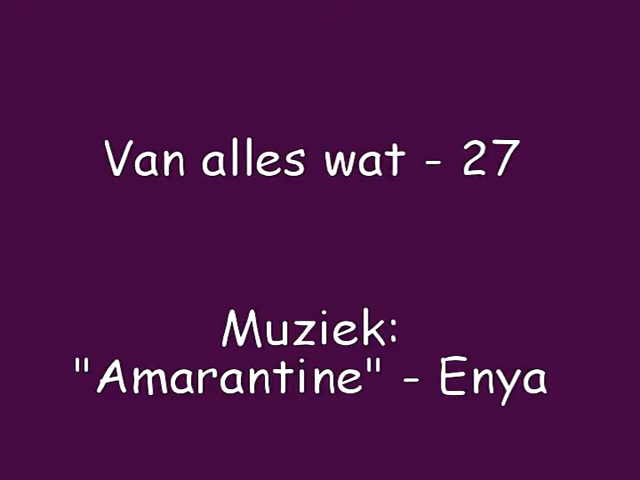 Van alles wat - 27
Muziek:
"Amarantine" - Enya